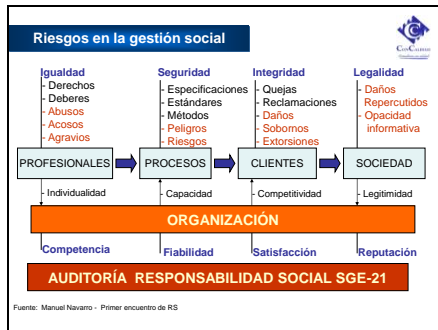 Riesgos en la gestión social
Igualdad
- Derechos
- Deberes
- Abusos
- Acosos
- Agravios
Seguridad
- Especificaciones
- Estándares
- Métodos
- Peligros
- Riesgos
Integridad
- Quejas
- Reclamaciones
- Daños
- Sobornos
- Extorsiones
Legalidad
- Daños
Repercutidos
- Opacidad
informativa
PROFESIONALES
PROCESOS
CLIENTES
SOCIEDAD
- Individualidad
- Capacidad
- Competitividad
- Legitimidad
ORGANIZACIÓN
Competencia
Fiabilidad
Satisfacción
Reputación
AUDITORÍA RESPONSABILIDAD SOCIAL SGE-21
Fuente: Manuel Navarro - Primer encuentro de RS